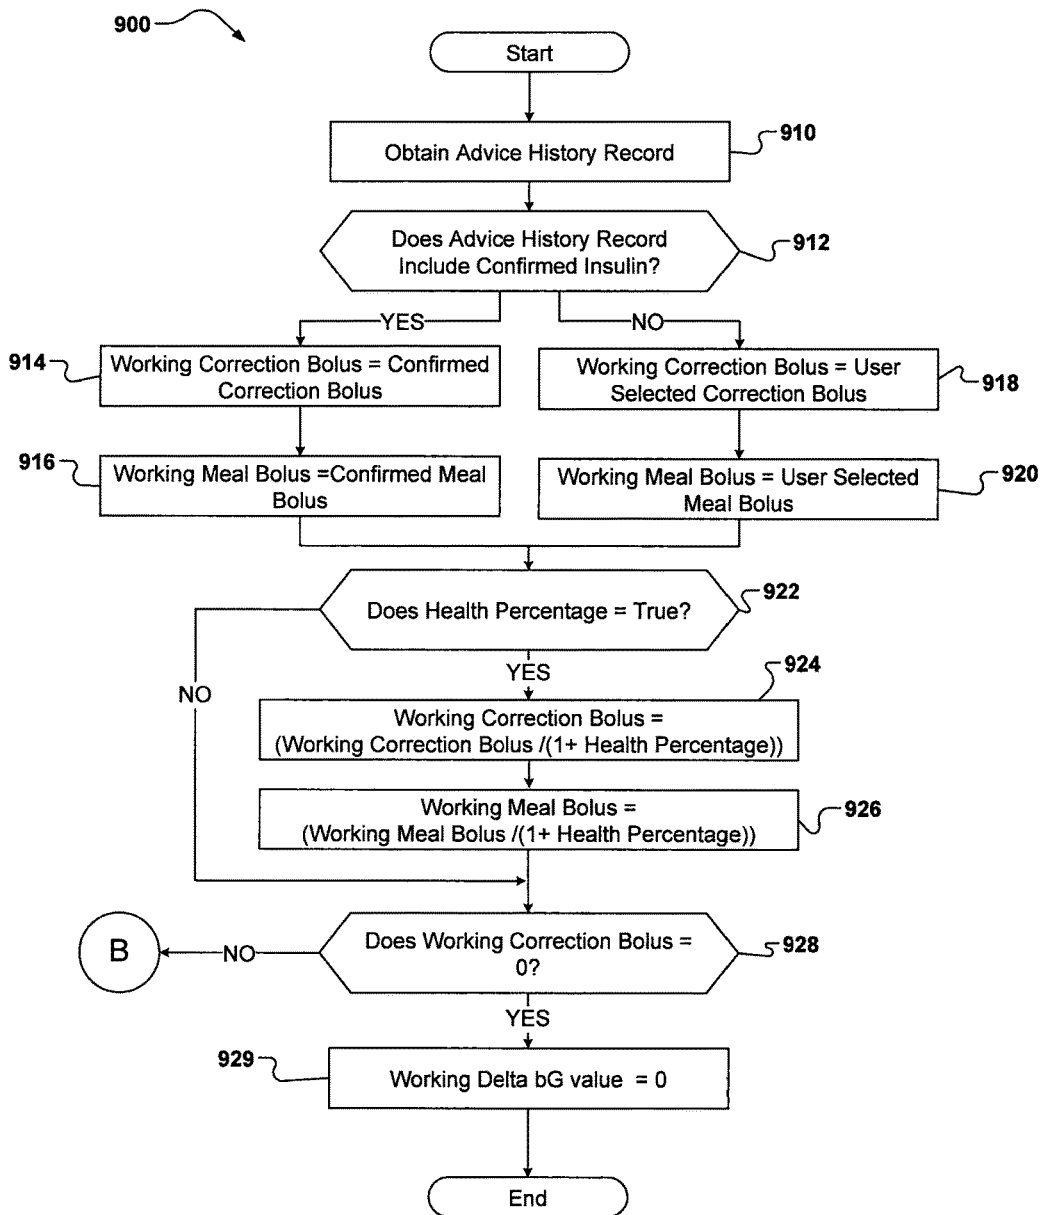 900
Start
Obtain Advice History Record
910
Does Advice History Record
Include Confirmed Insulin?
912
YES
NO
914
Working Correction Bolus = Confirmed
Correction Bolus
Working Correction Bolus = User
Selected Correction Bolus
918
916
Working Meal Bolus =Confirmed Meal
Bolus
Working Meal Bolus = User Selected
Meal Bolus
920
Does Health Percentage = True?
922
YES
NO
924
Working Correction Bolus =
(Working Correction Bolus /(1+ Health Percentage))
Working Meal Bolus =
(Working Meal Bolus /(1+ Health Percentage))
926
B
NO
Does Working Correction Bolus =
0?
928
YES
929
Working Delta bG value = 0
End